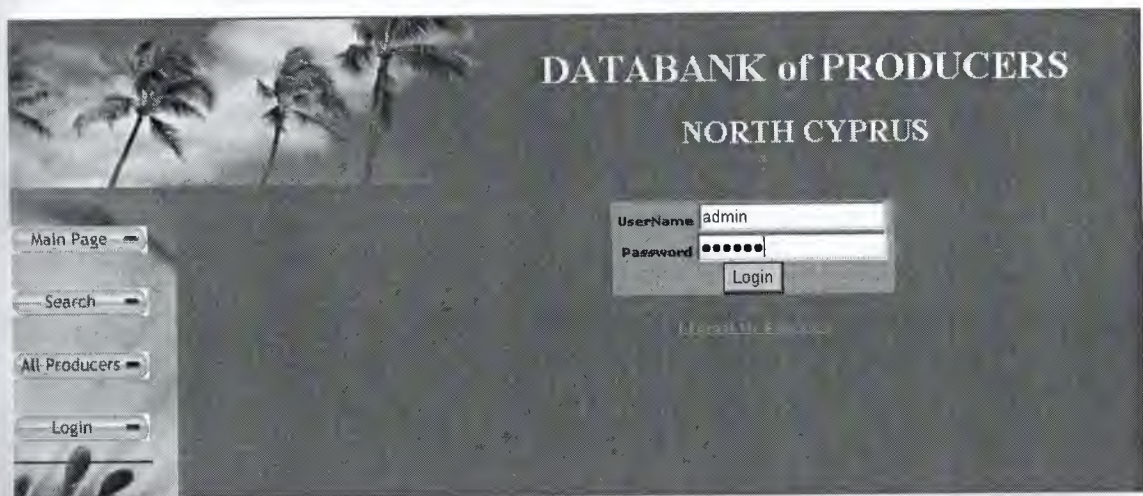 DATABANK of PRODUCERS
NORTH CYPRUS
UserName admin
Password ●●●●●●
Login
Main Page
Search
All Producers
Login